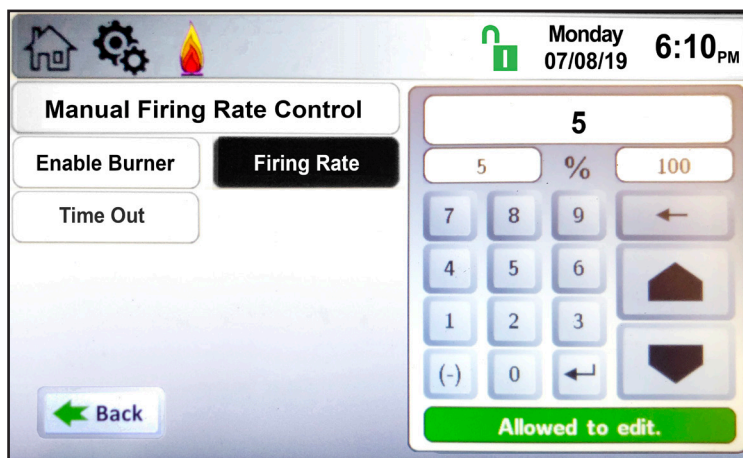 Monday
07/08/19
6:10PM
Manual Firing Rate Control
Enable Burner
Firing Rate
Time Out
Back
5
5 % 100
7 8 9
4 5 6
1 2 3
(-) 0
Allowed to edit.